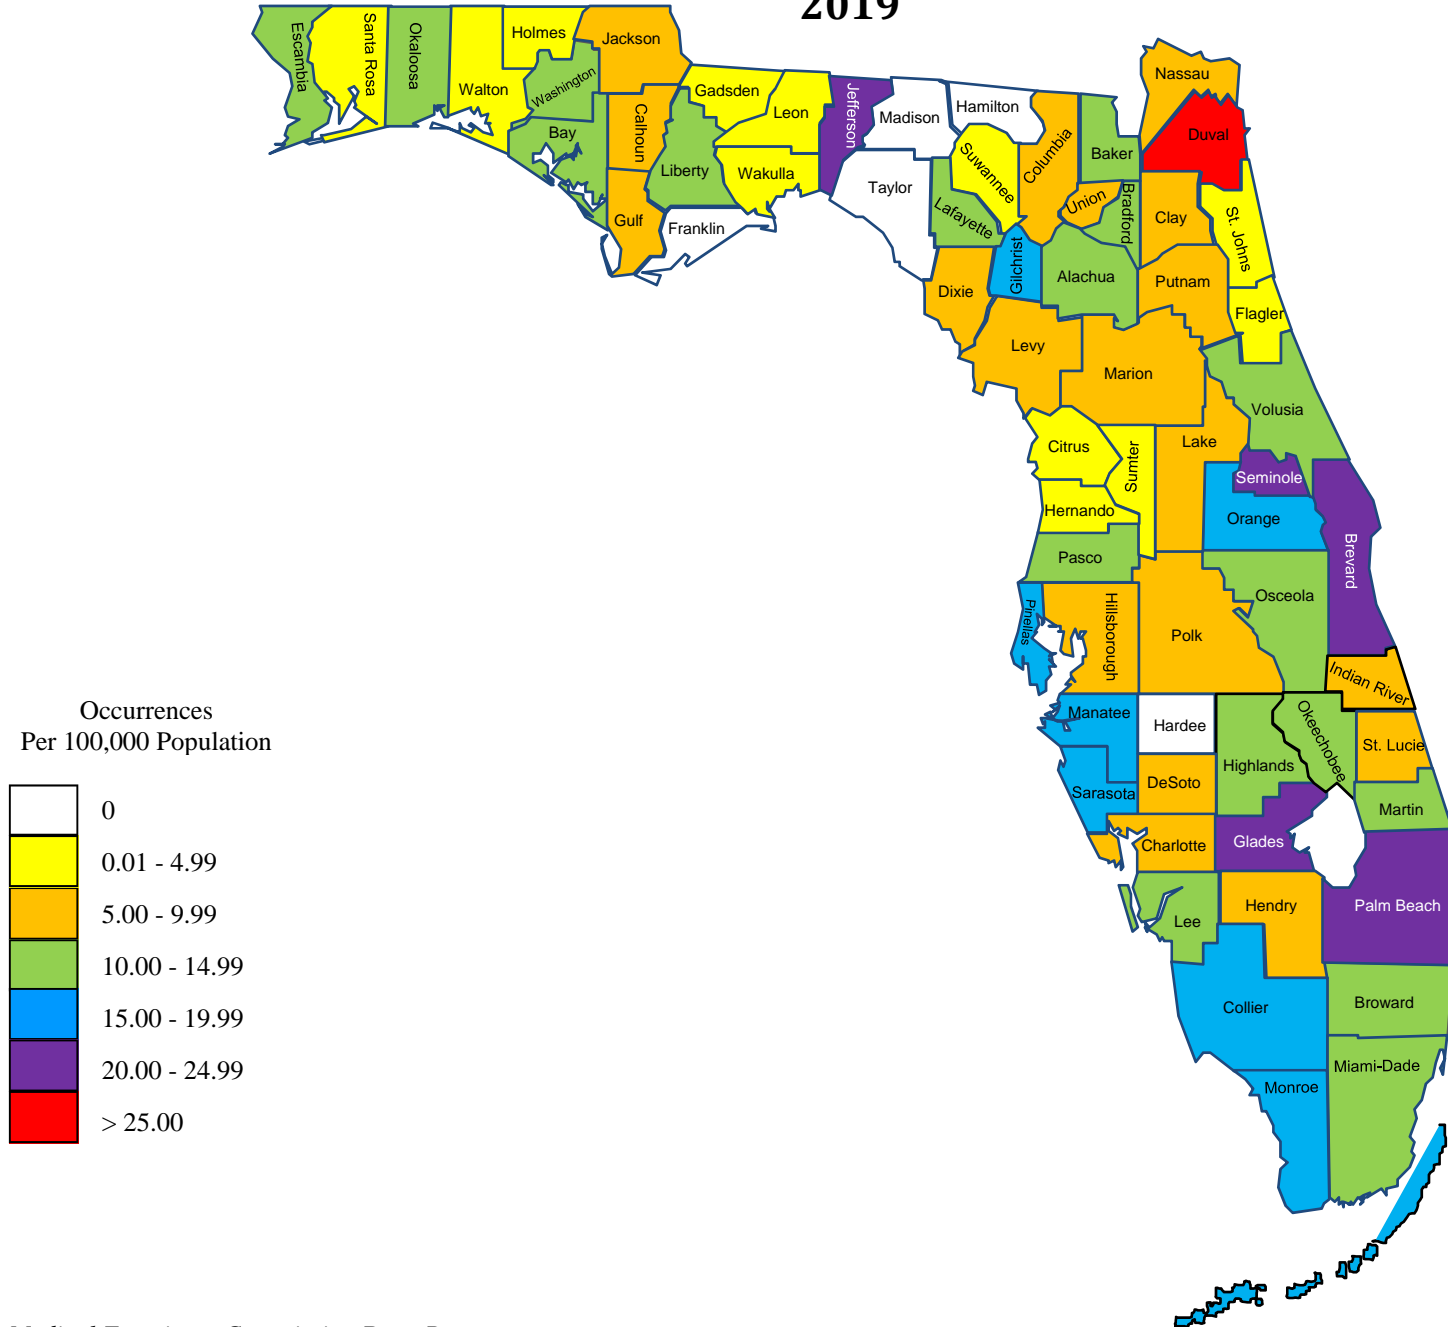 2019
Escambia
Santa Rosa
Okaloosa
Walton
Holmes
Washington
Bay
Jackson
Calhoun
Gulf
Gadsden
Liberty
Franklin
Leon
Wakulla
Jefferson
Madison
Taylor
Hamilton
Suwannee
Lafayette
Columbia
Baker
Union
Bradford
Nassau
Duval
Clay
St. Johns
Gilchrist
Alachua
Putnam
Dixie
Flagler
Levy
Marion
Volusia
Citrus
Sumter
Lake
Seminole
Hernando
Orange
Brevard
Pasco
Osceola
Pinellas
Hillsborough
Polk
Indian River
Manatee
Hardee
Okeechobee
Highlands
St. Lucie
Sarasota
DeSoto
Martin
Charlotte
Glades
Lee
Hendry
Palm Beach
Collier
Broward
Monroe
Miami-Dade
Occurrences
Per 100,000 Population
0
0.01 - 4.99
5.00 - 9.99
10.00 - 14.99
15.00 - 19.99
20.00 - 24.99
> 25.00